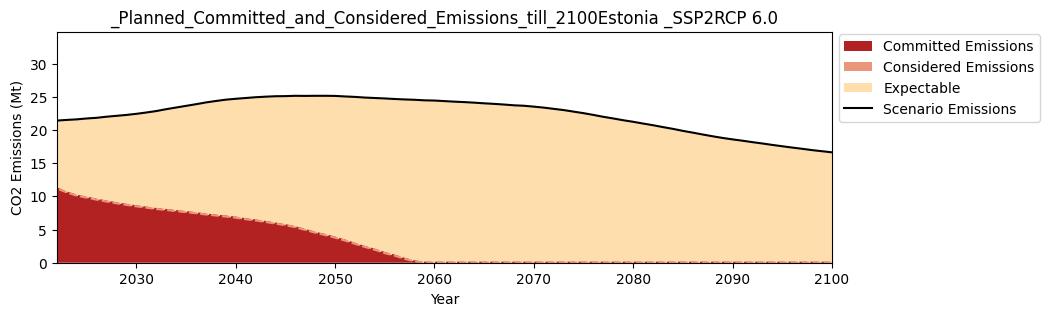 _Planned_Committed_and_Considered_Emissions_till_2100Estonia _SSP2RCP 6.0
30
25
20
15
10
5
0
CO2 Emissions (Mt)
2030 2040 2050 2060 2070 2080 2090 2100
Year
Committed Emissions
Considered Emissions
Expectable
Scenario Emissions